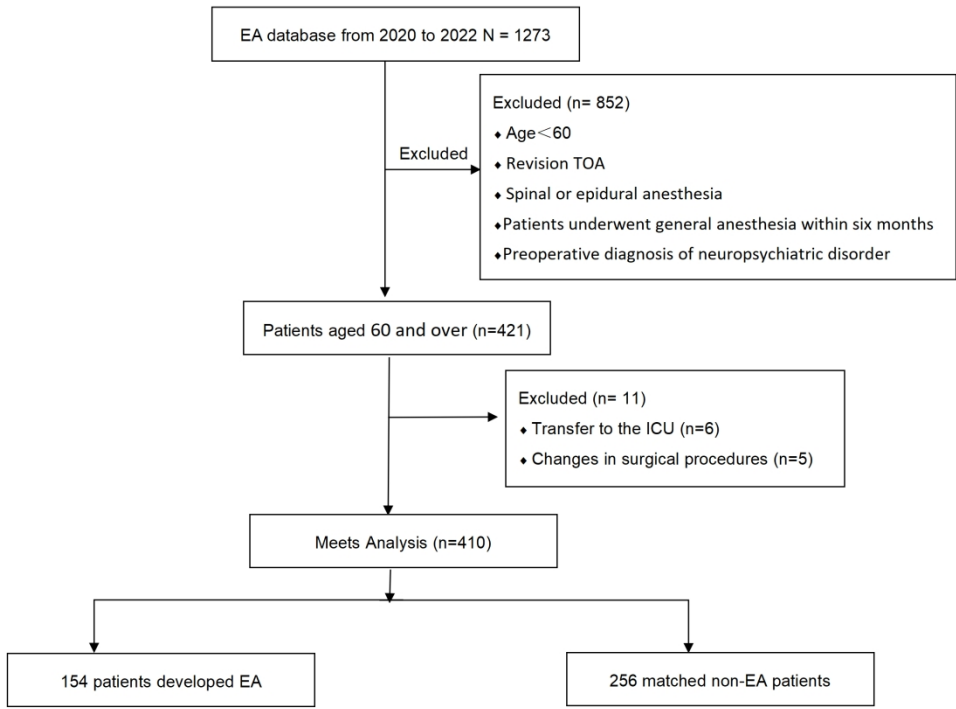 EA database from 2020 to 2022 N = 1273
Excluded (n= 852)
⬧ Age＜60
⬧ Revision TOA
⬧ Spinal or epidural anesthesia
⬧Patients underwent general anesthesia within six months
⬧Preoperative diagnosis of neuropsychiatric disorder
Excluded
Patients aged 60 and over (n=421)
Excluded (n= 11)
⬧ Transfer to the ICU (n=6)
⬧ Changes in surgical procedures (n=5)
Meets Analysis (n=410)
154 patients developed EA
256 matched non-EA patients